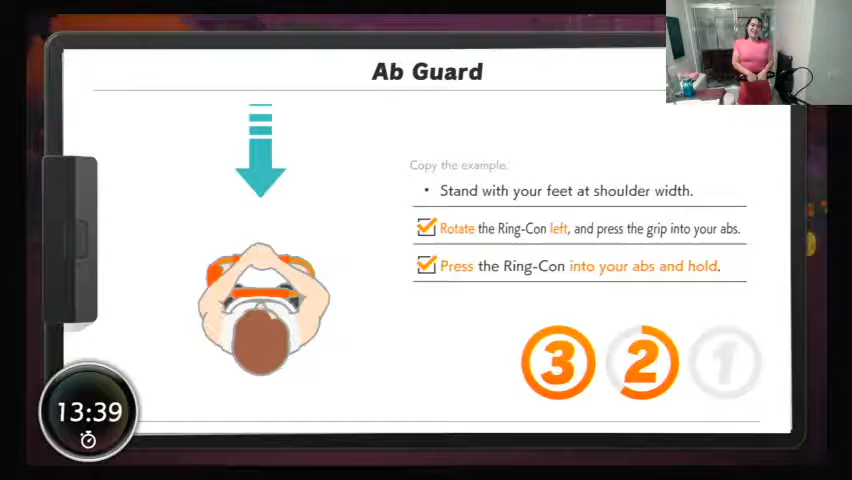 Ab Guard
Copy the example.
• Stand with your feet at shoulder width.
Rotate the Ring-Con left, and press the grip into your abs.
Press the Ring-Con into your abs and hold.
3 2 1
13:39